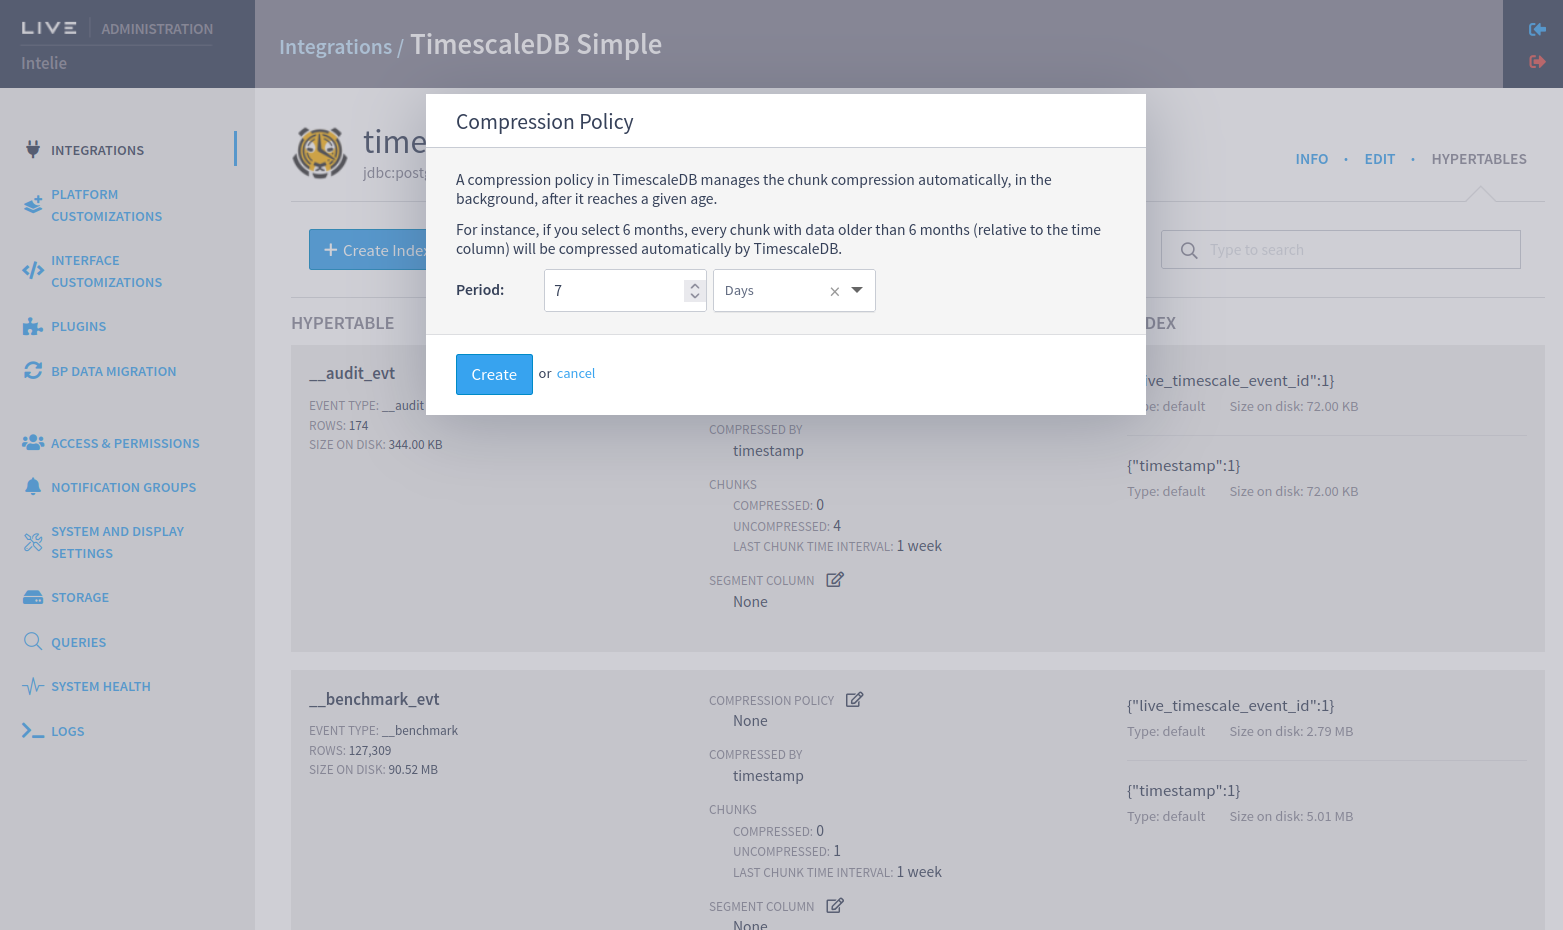 LIVE ADMINISTRATION
Intelie
Integrations / TimescaleDB Simple
INTEGRATIONS
PLATFORM
CUSTOMIZATIONS
INTERFACE
CUSTOMIZATIONS
PLUGINS
BP DATA MIGRATION
ACCESS & PERMISSIONS
NOTIFICATION GROUPS
SYSTEM AND DISPLAY
SETTINGS
STORAGE
QUERIES
SYSTEM HEALTH
LOGS
INFO • EDIT • HYPERTABLES
+ Create
Type to search
Compression Policy
A compression policy in TimescaleDB manages the chunk compression automatically, in the
background, after it reaches a given age.
For instance, if you select 6 months, every chunk with data older than 6 months (relative to the time
column) will be compressed automatically by TimescaleDB.
Period: 7 Days ×
Create or cancel
HYPERTABLE
__audit_evt
EVENT TYPE: __audit
ROWS: 174
SIZE ON DISK: 344.00 KB
COMPRESSED BY
timestamp
CHUNKS
COMPRESSED: 0
UNCOMPRESSED: 4
LAST CHUNK TIME INTERVAL: 1 week
SEGMENT COLUMN
None
default Size on disk: 72.00 KB
{"timestamp":1}
Type: default Size on disk: 72.00 KB
__benchmark_evt
EVENT TYPE: __benchmark
ROWS: 127,309
SIZE ON DISK: 90.52 MB
COMPRESSION POLICY
None
COMPRESSED BY
timestamp
CHUNKS
COMPRESSED: 0
UNCOMPRESSED: 1
LAST CHUNK TIME INTERVAL: 1 week
SEGMENT COLUMN
None
{"live_timescale_event_id":1}
Type: default Size on disk: 2.79 MB
{"timestamp":1}
Type: default Size on disk: 5.01 MB